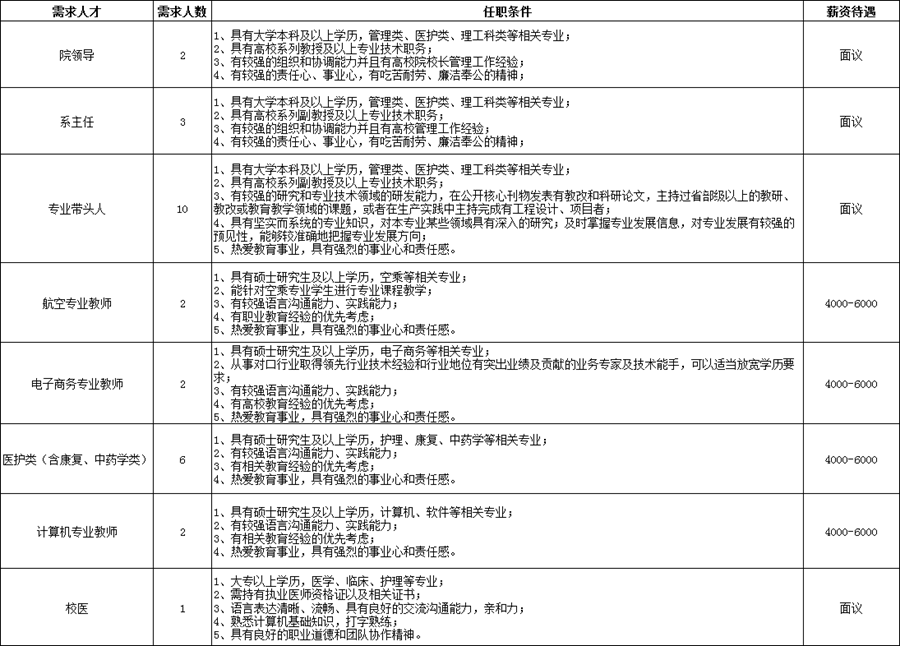 需求人才 需求人数 任职条件 薪资待遇
院领导 2
1、具有大学本科及以上学历，管理类、医护类、理工科类等相关专业；
2、具有高校系列教授及以上专业技术职务；
3、有较强的组织和协调能力并且有高校院校长管理工作经验；
4、有较强的责任心、事业心，有吃苦耐劳、廉洁奉公的精神；
面议
系主任 3
1、具有大学本科及以上学历，管理类、医护类、理工科类等相关专业；
2、具有高校系列副教授及以上专业技术职务；
3、有较强的组织和协调能力并且有高校管理工作经验；
4、有较强的责任心、事业心，有吃苦耐劳、廉洁奉公的精神；
面议
专业带头人 10
1、具有大学本科及以上学历，管理类、医护类、理工科类等相关专业；
2、具有高校系列副教授及以上专业技术职务；
3、有较强的研究和专业技术领域的研发能力，在公开核心刊物发表有教改和科研论文，主持过省部级以上的教研、
教改或教育教学领域的课题，或者在生产实践中主持完成有工程设计、项目者；
4、具有坚实而系统的专业知识，对本专业某些领域具有深入的研究；及时掌握专业发展信息，对专业发展有较强的
预见性，能够较准确地把握专业发展方向；
5、热爱教育事业，具有强烈的事业心和责任感。
面议
航空专业教师 2
1、具有硕士研究生及以上学历，空乘等相关专业；
2、能针对空乘专业学生进行专业课程教学；
3、有较强语言沟通能力、实践能力；
4、有职业教育经验的优先考虑；
5、热爱教育事业，具有强烈的事业心和责任感。
4000-6000
电子商务专业教师 2
1、具有硕士研究生及以上学历，电子商务等相关专业；
2、从事对口行业取得领先行业技术经验和行业地位有突出业绩及贡献的业务专家及技术能手，可以适当放宽学历要
求；
3、有较强语言沟通能力、实践能力；
4、有高校教育经验的优先考虑；
5、热爱教育事业，具有强烈的事业心和责任感。
4000-6000
医护类（含康复、中药学类） 6
1、具有硕士研究生及以上学历，护理、康复、中药学等相关专业；
2、有较强语言沟通能力、实践能力；
3、有相关教育经验的优先考虑；
4、热爱教育事业，具有强烈的事业心和责任感。
4000-6000
计算机专业教师 2
1、具有硕士研究生及以上学历，计算机、软件等相关专业；
2、有较强语言沟通能力、实践能力；
3、有相关教育经验的优先考虑；
4、热爱教育事业，具有强烈的事业心和责任感。
4000-6000
校医 1
1、大专以上学历，医学、临床、护理等专业；
2、需持有执业医师资格证以及相关证书；
3、语言表达清晰、流畅、具有良好的交流沟通能力，亲和力；
4、熟悉计算机基础知识，打字熟练；
5、具有良好的职业道德和团队协作精神。
面议